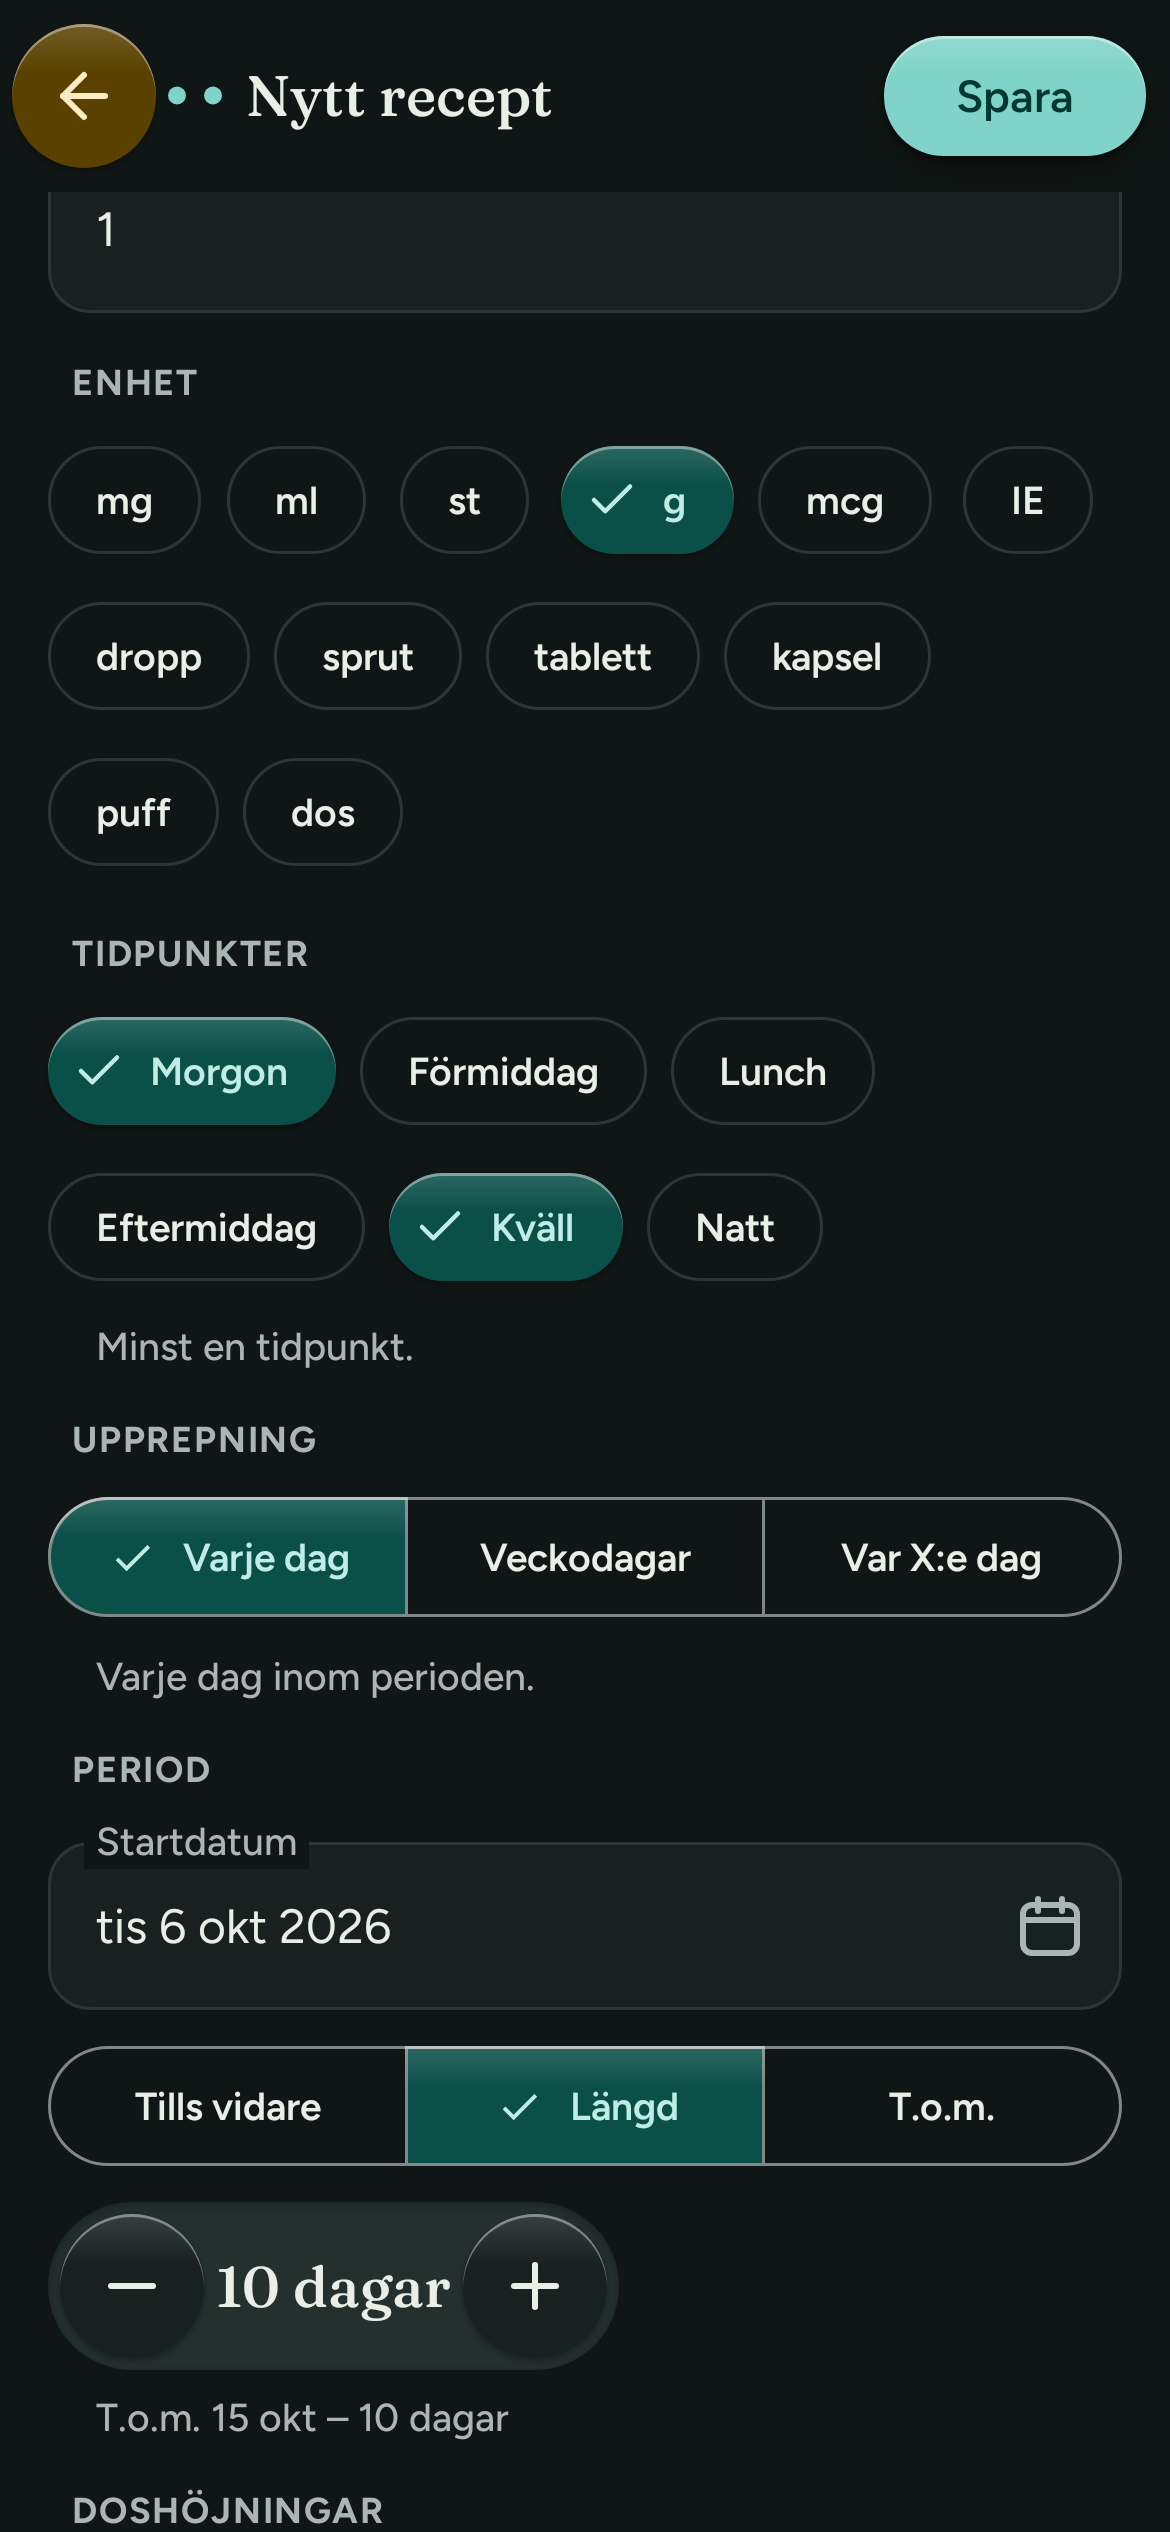 Nytt recept
Spara
1
ENHET
mg ml st g mcg IE
dropp sprut tablett kapsel
puff dos
TIDPUNKTER
Morgon Förmiddag Lunch
Eftermiddag Kväll Natt
Minst en tidpunkt.
UPPREPNING
Varje dag Veckodagar Var X:e dag
Varje dag inom perioden.
PERIOD
Startdatum
tis 6 okt 2026
Tills vidare Längd T.o.m.
10 dagar
T.o.m. 15 okt – 10 dagar
DOSHÖJNINGAR